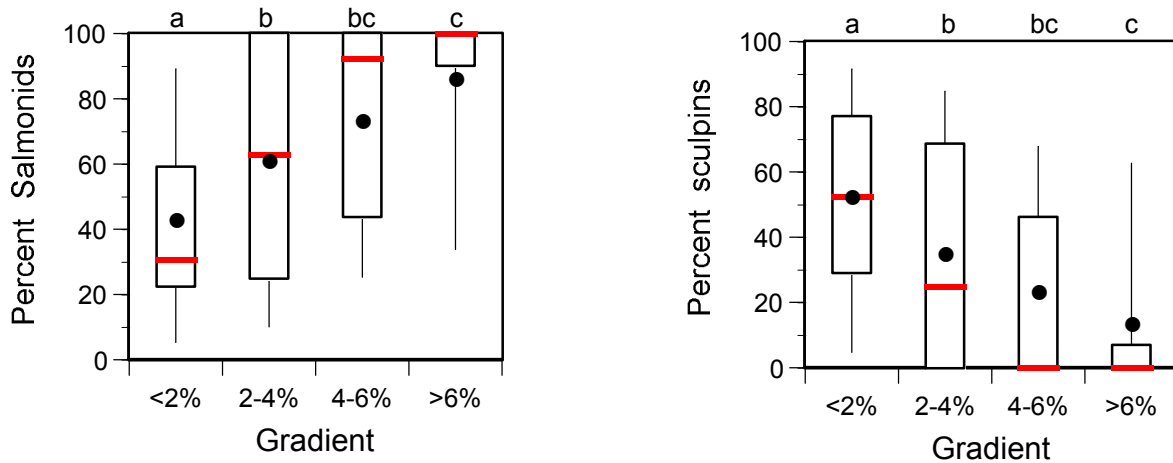 a b bc c
100
80
60
40
20
0
Percent Salmonids
<2% 2-4% 4-6% >6%
Gradient
a b bc c
100
80
60
40
20
0
Percent sculpins
<2% 2-4% 4-6% >6%
Gradient